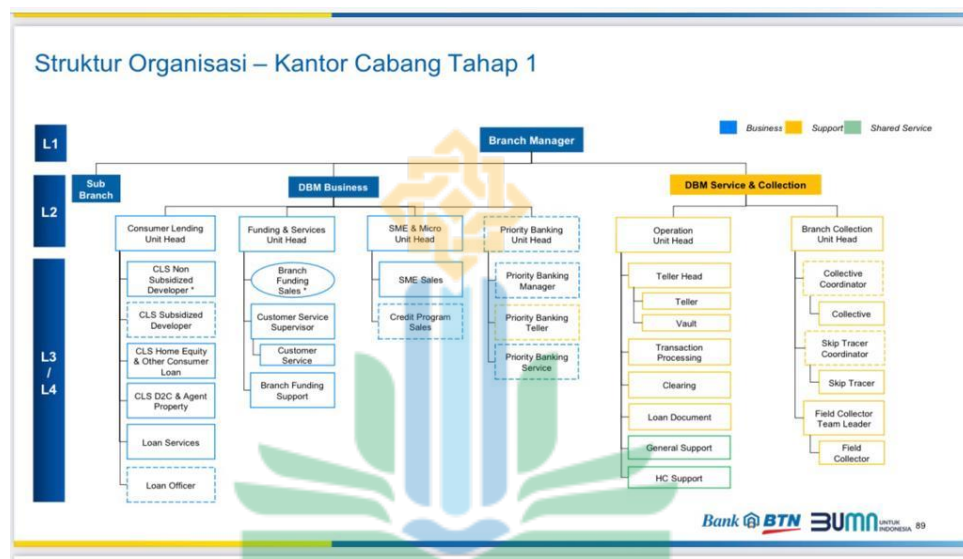 Struktur Organisasi – Kantor Cabang Tahap 1
Business
Support
Shared Service
L1
Branch Manager
L2
Sub
Branch
DBM Business
DBM Service & Collection
Consumer Lending
Unit Head
Funding & Services
Unit Head
SME & Micro
Unit Head
Priority Banking
Unit Head
Operation
Unit Head
Branch Collection
Unit Head
L3
/
L4
CLS Non
Subsidized
Developer *
CLS Subsidized
Developer
CLS Home Equity
& Other Consumer
Loan
CLS D2C & Agent
Property
Loan Services
Loan Officer
Branch
Funding
Sales *
Customer Service
Supervisor
Customer
Service
Branch Funding
Support
SME Sales
Credit Program
Sales
Priority Banking
Manager
Priority Banking
Teller
Priority Banking
Service
Teller Head
Teller
Vault
Transaction
Processing
Clearing
Loan Document
General Support
HC Support
Collective
Coordinator
Collective
Skip Tracer
Coordinator
Skip Tracer
Field Collector
Team Leader
Field
Collector
Bank BTN
BUMN
UNTUK
INDONESIA
89